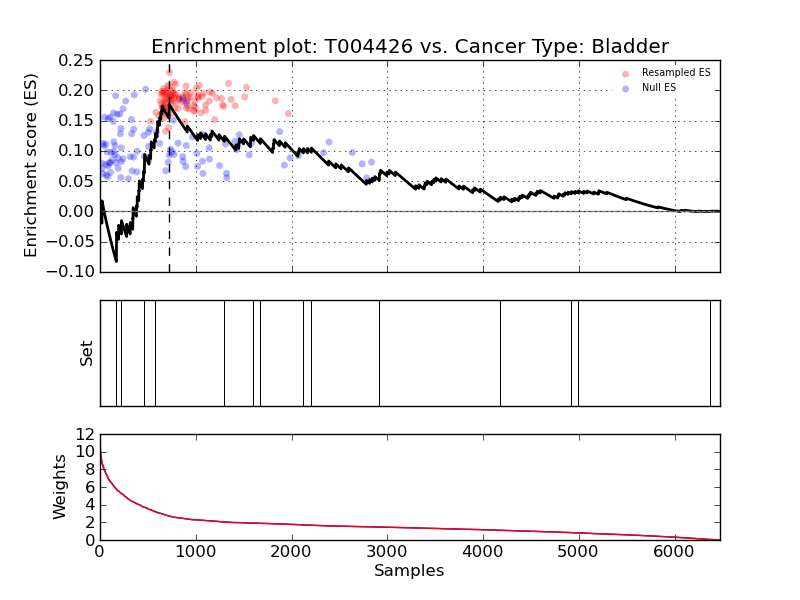 Enrichment plot: T004426 vs. Cancer Type: Bladder
Enrichment score (ES)
0.25
0.20
0.15
0.10
0.05
0.00
−0.05
−0.10
Resampled ES
Null ES
Set
Weights
12
10
8
6
4
2
0
0 1000 2000 3000 4000 5000 6000
Samples